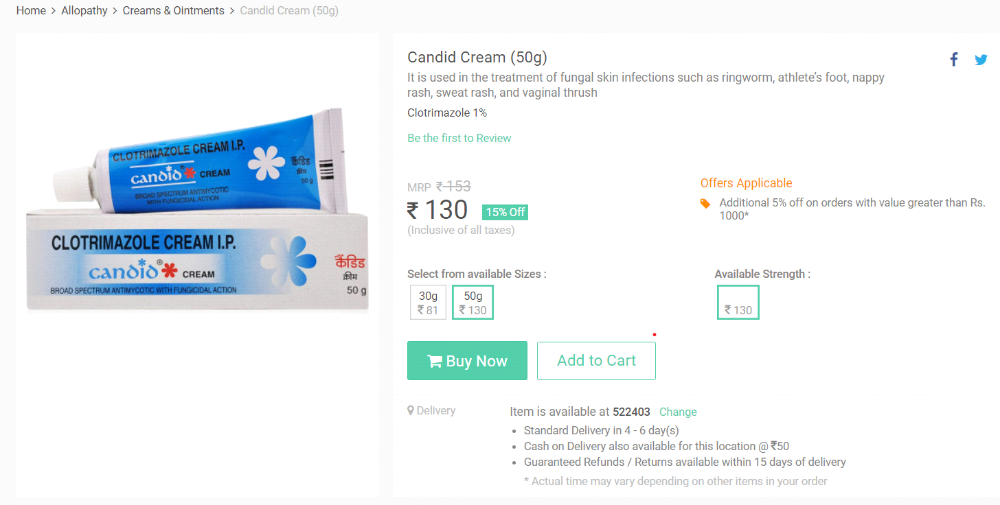 Home > Allopathy > Creams & Ointments > Candid Cream (50g)
CLOTRIMAZOLE CREAM I.P.
candid® CREAM
BROAD SPECTRUM ANTIMYCOTIC
WITH FUNGICIDAL ACTION
कैंडिड
क्रीम
50 g
CLOTRIMAZOLE CREAM I.P.
candid® CREAM
BROAD SPECTRUM ANTIMYCOTIC WITH FUNGICIDAL ACTION
कैंडिड
क्रीम
50 g
Candid Cream (50g)
It is used in the treatment of fungal skin infections such as ringworm, athlete's foot, nappy
rash, sweat rash, and vaginal thrush
Clotrimazole 1%
Be the first to Review
MRP ₹ 153
₹ 130 15% Off
(Inclusive of all taxes)
Offers Applicable
Additional 5% off on orders with value greater than Rs.
1000*
Select from available Sizes :
30g
₹ 81
50g
₹ 130
Available Strength :
₹ 130
Buy Now
Add to Cart
Delivery
Item is available at 522403 Change
• Standard Delivery in 4 - 6 day(s)
• Cash on Delivery also available for this location @ ₹50
• Guaranteed Refunds / Returns available within 15 days of delivery
* Actual time may vary depending on other items in your order